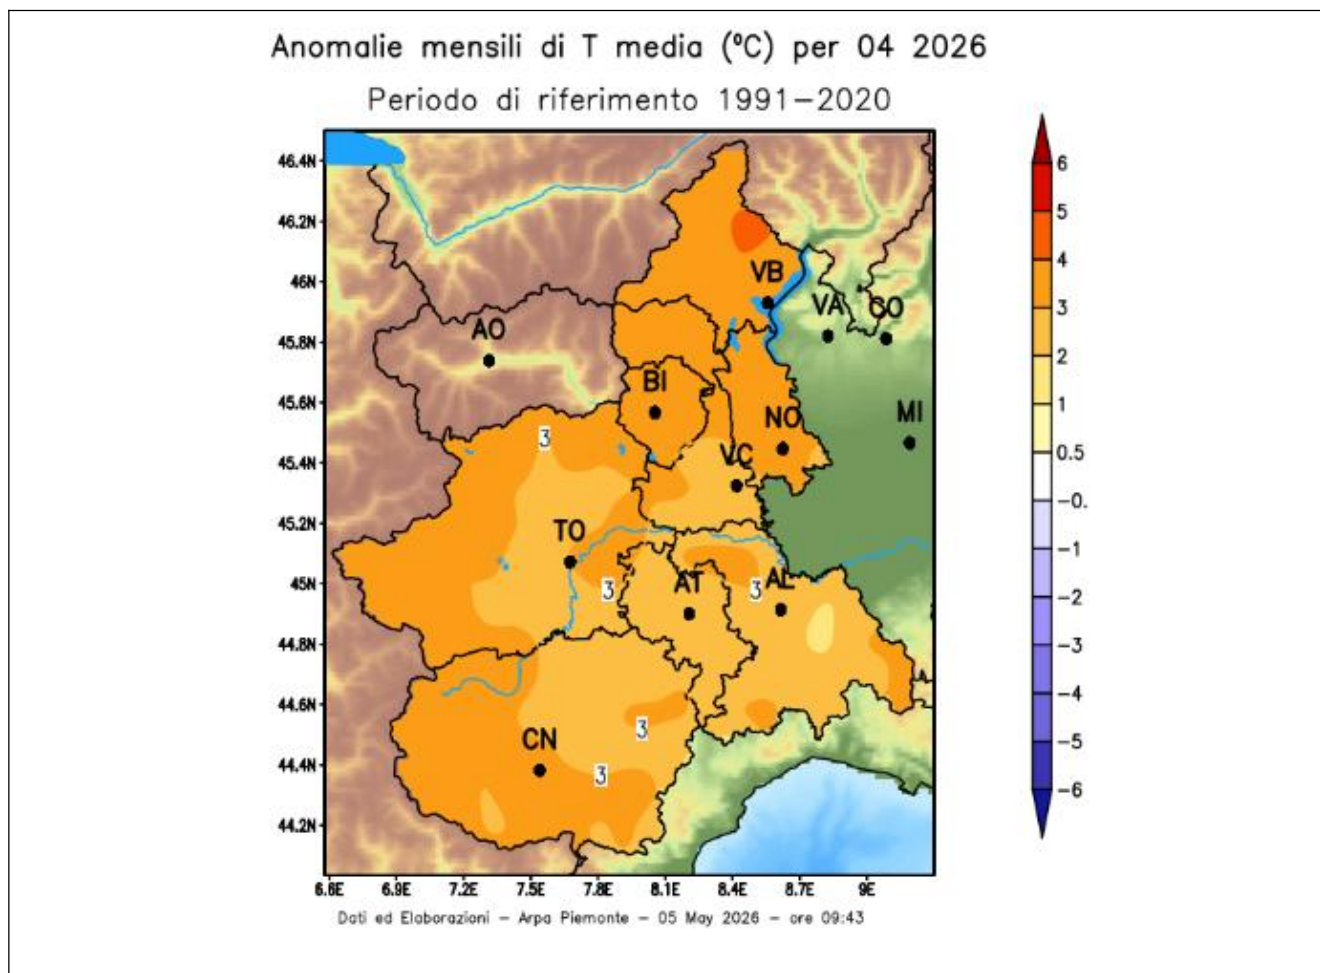 Anomalie mensili di T media (ºC) per 04 2026
Periodo di riferimento 1991−2020
46.4N
46.2N
46N
45.8N
45.6N
45.4N
45.2N
45N
44.8N
44.6N
44.4N
44.2N
VB
VA
CO
AO
BI
MI
NO
3
VC
TO
3
AT
3
AL
3
CN
3
6.6E 6.9E 7.2E 7.5E 7.8E 8.1E 8.4E 8.7E 9E
6
5
4
3
2
1
0.5
−0.
−1
−2
−3
−4
−5
−6
Dati ed Elaborazioni − Arpa Piemonte − 05 May 2026 − ore 09:43